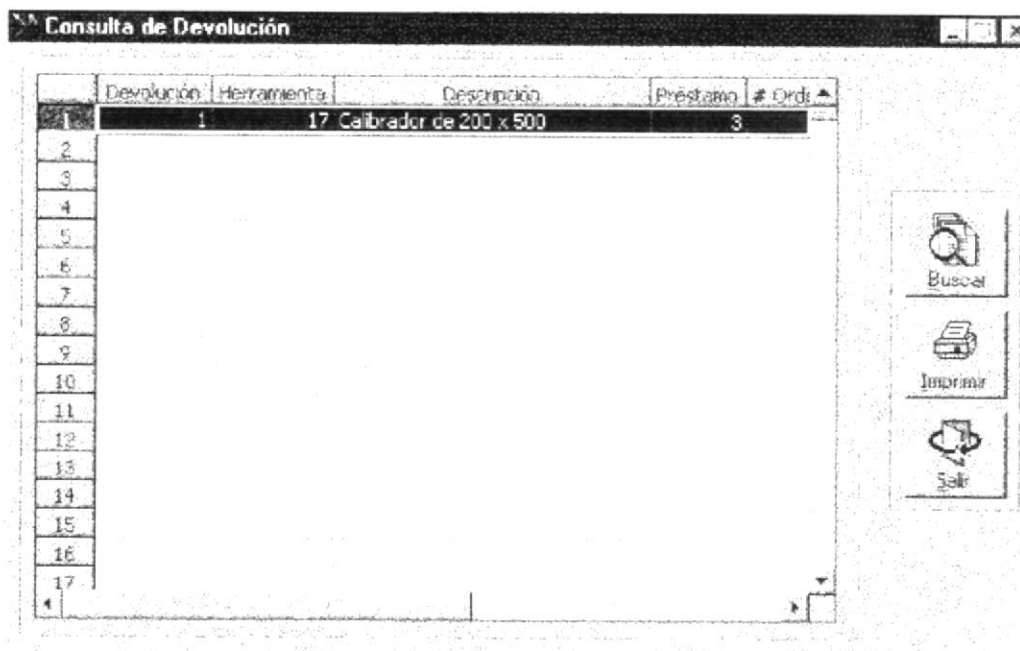 Consulta de Devolución
Devolución Herramienta Descripción Préstamo # Ord
1 1 17 Calibrador de 200 x 500 3
2
3
4
5
6
7
8
9
10
11
12
13
14
15
16
17
Buscar
Imprimir
Salir